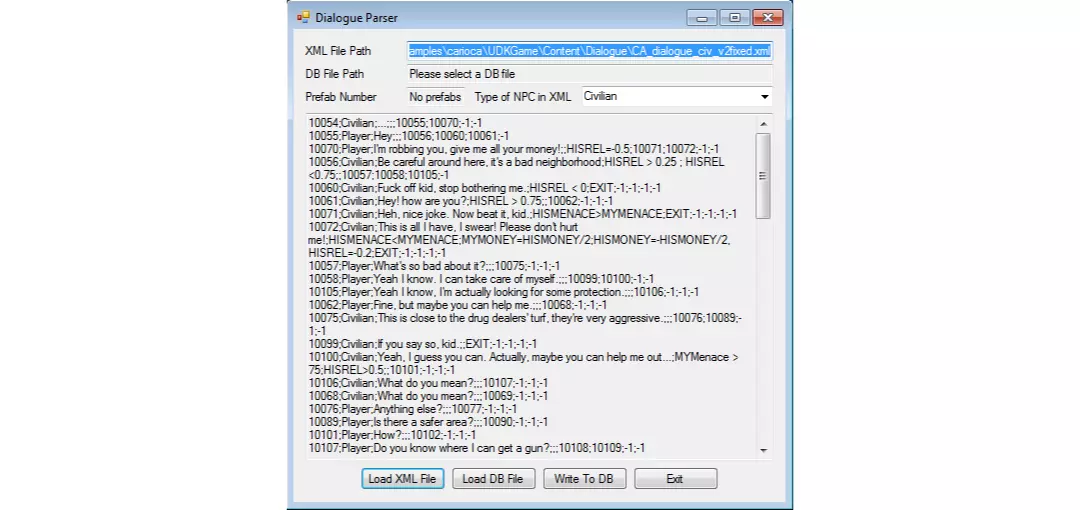 Dialogue Parser
XML File Path amples\carioca\UDKGame\Content\Dialogue\CA_dialogue_civ_v2fixed.xml
DB File Path Please select a DB file
Prefab Number No prefabs Type of NPC in XML Civilian
10054;Civilian;...;;;10055;10070;-1;-1
10055;Player;Hey;;;10056;10060;10061;-1
10070;Player;I'm robbing you, give me all your money!;;HISREL=-0.5;10071;10072;-1;-1
10056;Civilian;Be careful around here, it's a bad neighborhood;HISREL > 0.25 ; HISREL
<0.75;;10057;10058;10105;-1
10060;Civilian;Fuck off kid, stop bothering me.;HISREL < 0;EXIT;-1;-1;-1;-1
10061;Civilian;Hey! how are you?;HISREL > 0.75;;10062;-1;-1;-1
10071;Civilian;Heh, nice joke. Now beat it, kid.;HISMENACE>MYMENACE;EXIT;-1;-1;-1;-1
10072;Civilian;This is all I have, I swear! Please don't hurt
me!;HISMENACE<MYMENACE;MYMONEY=HISMONEY/2;HISMONEY=-HISMONEY/2,
HISREL=-0.2;EXIT;-1;-1;-1;-1
10057;Player;What's so bad about it?;;;10075;-1;-1;-1
10058;Player;Yeah I know. I can take care of myself.;;;10099;10100;-1;-1
10105;Player;Yeah I know, I'm actually looking for some protection.;;;10106;-1;-1;-1
10062;Player;Fine, but maybe you can help me.;;;10068;-1;-1;-1
10075;Civilian;This is close to the drug dealers' turf, they're very aggressive.;;;10076;10089;-
1;-1
10099;Civilian;If you say so, kid.;;EXIT;-1;-1;-1;-1
10100;Civilian;Yeah, I guess you can. Actually, maybe you can help me out...;MYMenace >
75;HISREL>0.5;;10101;-1;-1;-1
10106;Civilian;What do you mean?;;;10107;-1;-1;-1
10068;Civilian;What do you mean?;;;10069;-1;-1;-1
10076;Player;Anything else?;;;10077;-1;-1;-1
10089;Player;Is there a safer area?;;;10090;-1;-1;-1
10101;Player;How?;;;10102;-1;-1;-1
10107;Player;Do you know where I can get a gun?;;;10108;10109;-1;-1
Load XML File Load DB File Write To DB Exit